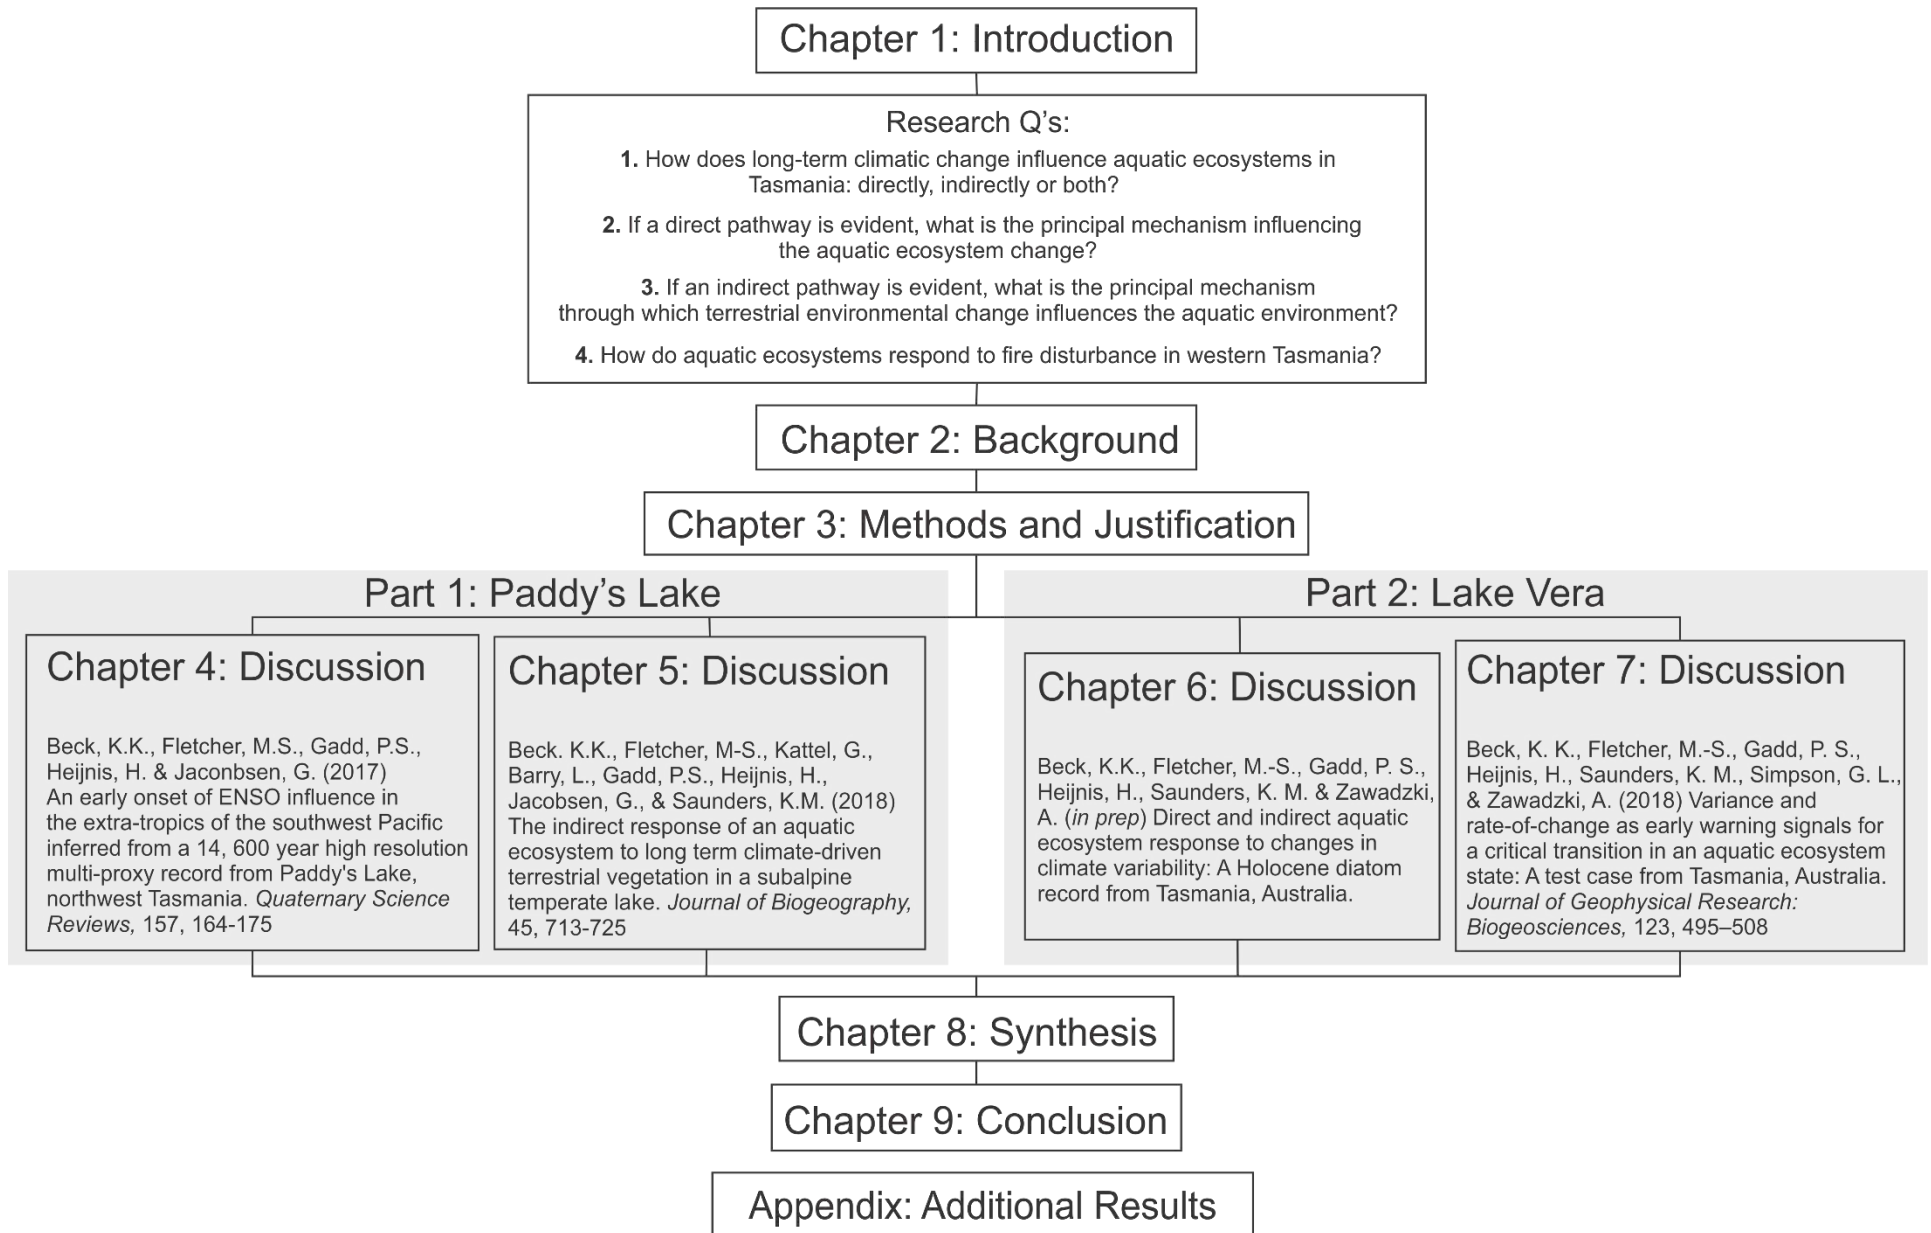 Chapter 1: Introduction
Research Q's:
1. How does long-term climatic change influence aquatic ecosystems in
Tasmania: directly, indirectly or both?
2. If a direct pathway is evident, what is the principal mechanism influencing
the aquatic ecosystem change?
3. If an indirect pathway is evident, what is the principal mechanism
through which terrestrial environmental change influences the aquatic environment?
4. How do aquatic ecosystems respond to fire disturbance in western Tasmania?
Chapter 2: Background
Chapter 3: Methods and Justification
Part 1: Paddy's Lake
Chapter 4: Discussion
Beck, K.K., Fletcher, M.S., Gadd, P.S.,
Heijnis, H. & Jaconbsen, G. (2017)
An early onset of ENSO influence in
the extra-tropics of the southwest Pacific
inferred from a 14, 600 year high resolution
multi-proxy record from Paddy's Lake,
northwest Tasmania. Quaternary Science
Reviews, 157, 164-175
Chapter 5: Discussion
Beck. K.K., Fletcher, M-S., Kattel, G.,
Barry, L., Gadd, P.S., Heijnis, H.,
Jacobsen, G., & Saunders, K.M. (2018)
The indirect response of an aquatic
ecosystem to long term climate-driven
terrestrial vegetation in a subalpine
temperate lake. Journal of Biogeography,
45, 713-725
Part 2: Lake Vera
Chapter 6: Discussion
Beck, K.K., Fletcher, M.-S., Gadd, P. S.,
Heijnis, H., Saunders, K. M. & Zawadzki,
A. (in prep) Direct and indirect aquatic
ecosystem response to changes in
climate variability: A Holocene diatom
record from Tasmania, Australia.
Chapter 7: Discussion
Beck, K. K., Fletcher, M.-S., Gadd, P. S.,
Heijnis, H., Saunders, K. M., Simpson, G. L.,
& Zawadzki, A. (2018) Variance and
rate-of-change as early warning signals for
a critical transition in an aquatic ecosystem
state: A test case from Tasmania, Australia.
Journal of Geophysical Research:
Biogeosciences, 123, 495–508
Chapter 8: Synthesis
Chapter 9: Conclusion
Appendix: Additional Results